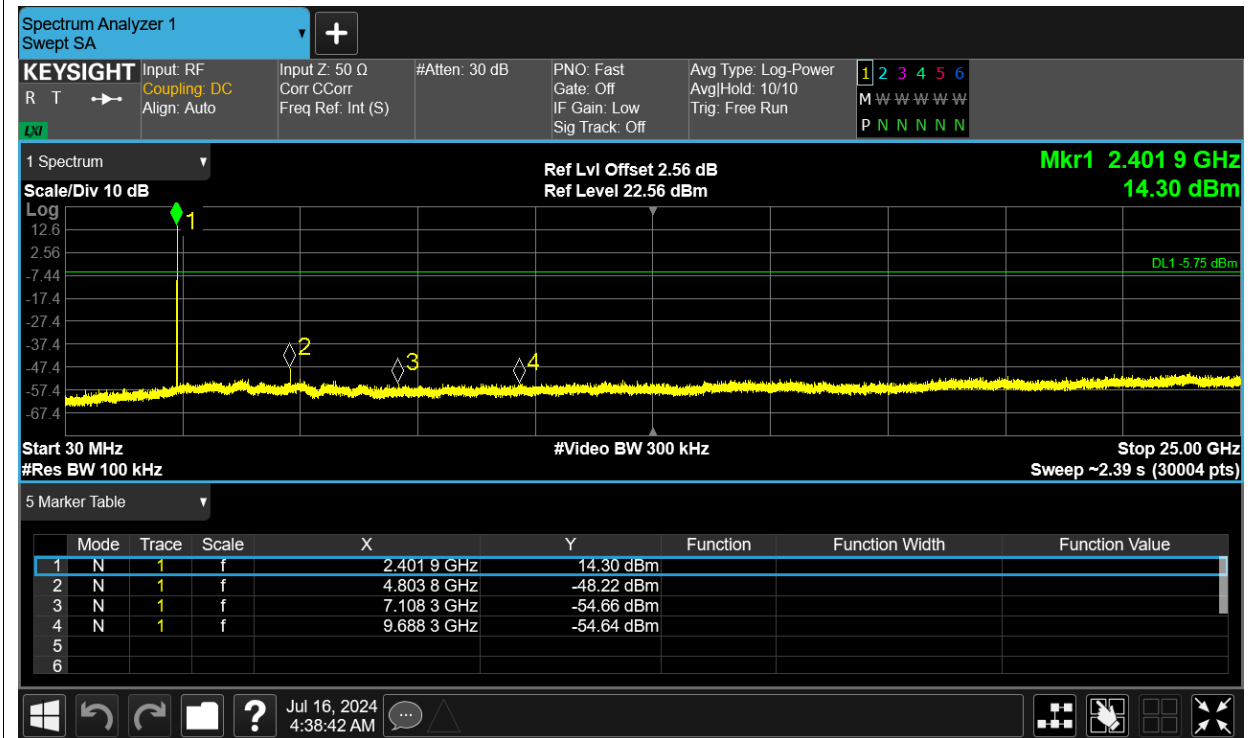 Spectrum Analyzer 1
Swept SA
KEYSIGHT
R T
LXI
Input: RF
Coupling: DC
Align: Auto
Input Z: 50 Ω
Corr CCorr
Freq Ref: Int (S)
#Atten: 30 dB
PNO: Fast
Gate: Off
IF Gain: Low
Sig Track: Off
Avg Type: Log-Power
Avg|Hold: 10/10
Trig: Free Run
1 2 3 4 5 6
M W W W W W
P N N N N N
1 Spectrum
Scale/Div 10 dB
Ref Lvl Offset 2.56 dB
Ref Level 22.56 dBm
Mkr1 2.401 9 GHz
14.30 dBm
Log
12.6
2.56
-7.44
-17.4
-27.4
-37.4
-47.4
-57.4
-67.4
1
2
3
4
DL1 -5.75 dBm
Start 30 MHz
#Res BW 100 kHz
#Video BW 300 kHz
Stop 25.00 GHz
Sweep ~2.39 s (30004 pts)
5 Marker Table
Mode Trace Scale X Y Function Function Width Function Value
1 N 1 f 2.401 9 GHz 14.30 dBm
2 N 1 f 4.803 8 GHz -48.22 dBm
3 N 1 f 7.108 3 GHz -54.66 dBm
4 N 1 f 9.688 3 GHz -54.64 dBm
5
6
?
Jul 16, 2024
4:38:42 AM